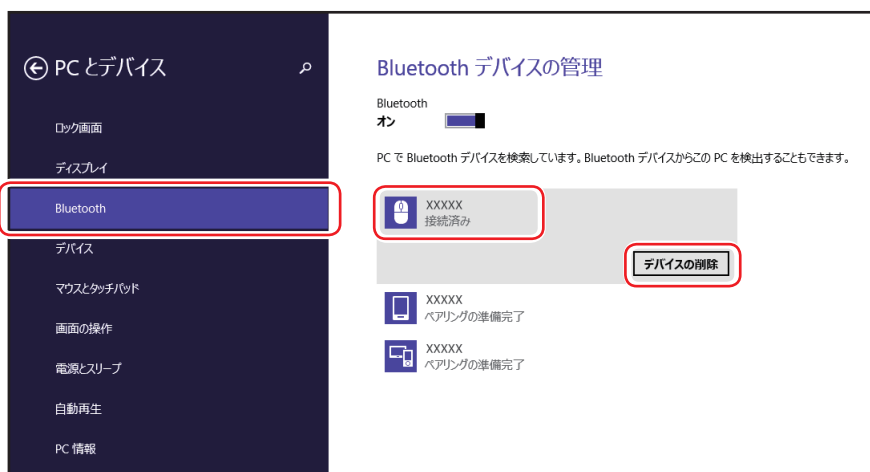 PC とデバイス
ロック画面
ディスプレイ
Bluetooth
デバイス
マウスとタッチパッド
画面の操作
電源とスリープ
自動再生
PC 情報
Bluetooth デバイスの管理
Bluetooth
オン
PC で Bluetooth デバイスを検索しています。Bluetooth デバイスからこの PC を検出することもできます。
XXXXX
接続済み
デバイスの削除
XXXXX
ペアリングの準備完了
XXXXX
ペアリングの準備完了